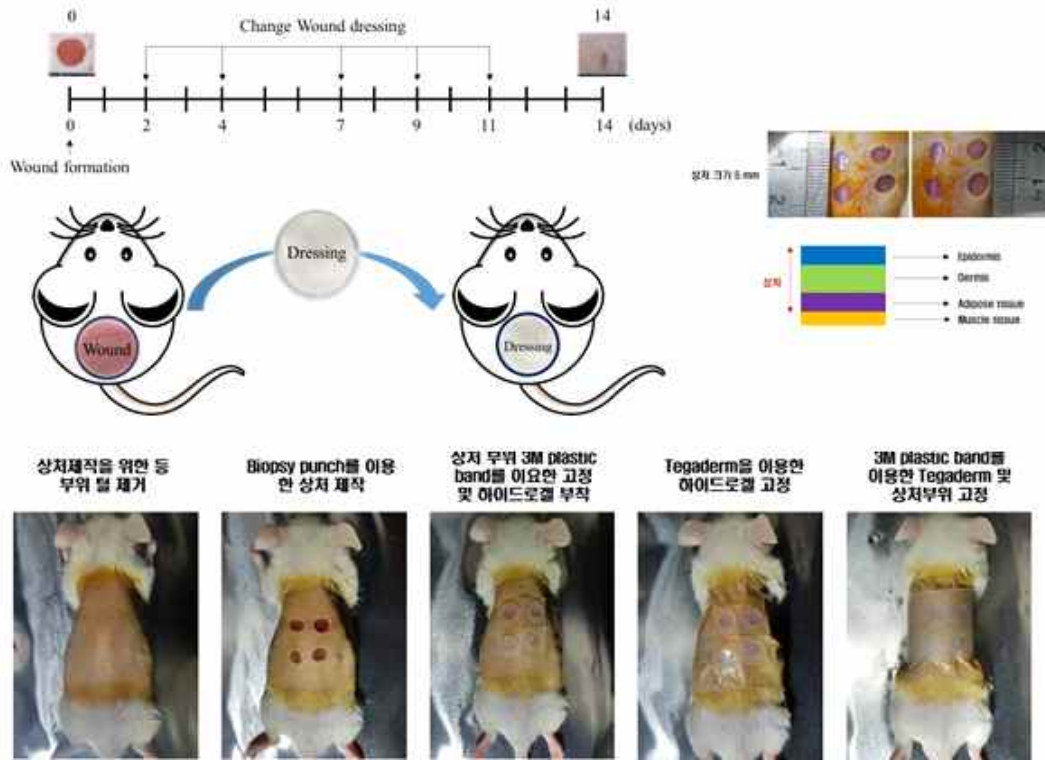 0
14
Change Wound dressing
0
2
4
7
9
11
14
(days)
Wound formation
상처 크기 5 mm
Dressing
Wound
Dressing
상처
Epidermis
Dermis
Adipose tissue
Muscle tissue
상처제작을 위한 등
부위 털 제거
Biopsy punch를 이용
한 상처 제작
상처 부위 3M plastic
band를 이요한 고정
및 하이드로겔 부착
Tegaderm을 이용한
하이드로겔 고정
3M plastic band를
이용한 Tegaderm 및
상처부위 고정